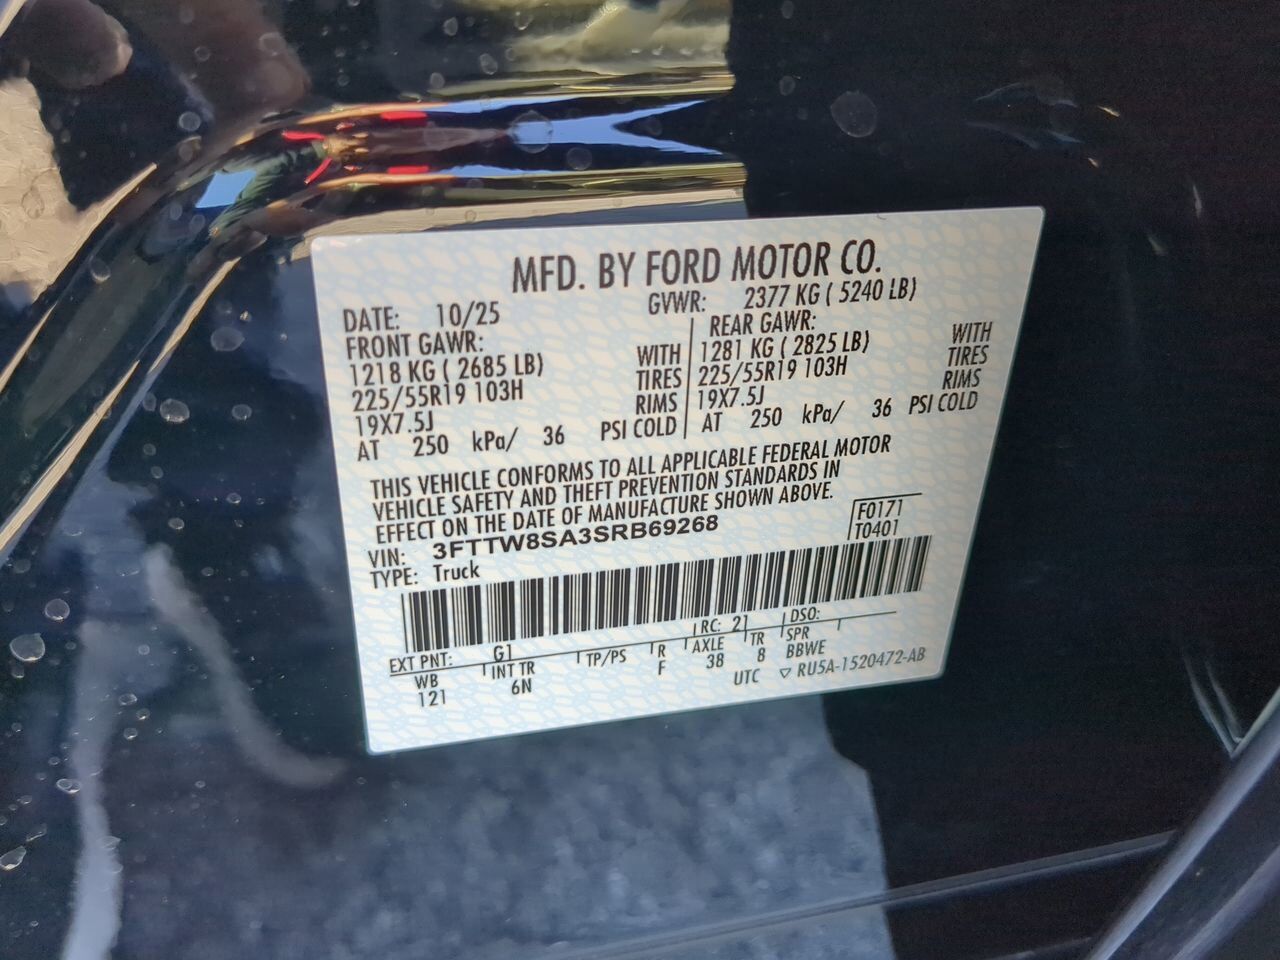 MFD. BY FORD MOTOR CO.
DATE: 10/25 GVWR: 2377 KG ( 5240 LB)
FRONT GAWR: REAR GAWR:
1218 KG ( 2685 LB) WITH 1281 KG ( 2825 LB) WITH
225/55R19 103H TIRES 225/55R19 103H TIRES
19X7.5J RIMS 19X7.5J RIMS
AT 250 kPa/ 36 PSI COLD AT 250 kPa/ 36 PSI COLD
THIS VEHICLE CONFORMS TO ALL APPLICABLE FEDERAL MOTOR
VEHICLE SAFETY AND THEFT PREVENTION STANDARDS IN
EFFECT ON THE DATE OF MANUFACTURE SHOWN ABOVE.
VIN: 3FTTW8SA3SRB69268 F0171
TYPE: Truck T0401
EXT PNT: G1 RC: 21 DSO:
WB INT TR TP/PS R AXLE TR SPR
121 6N F 38 8 BBWE
UTC ▽ RU5A-1520472-AB